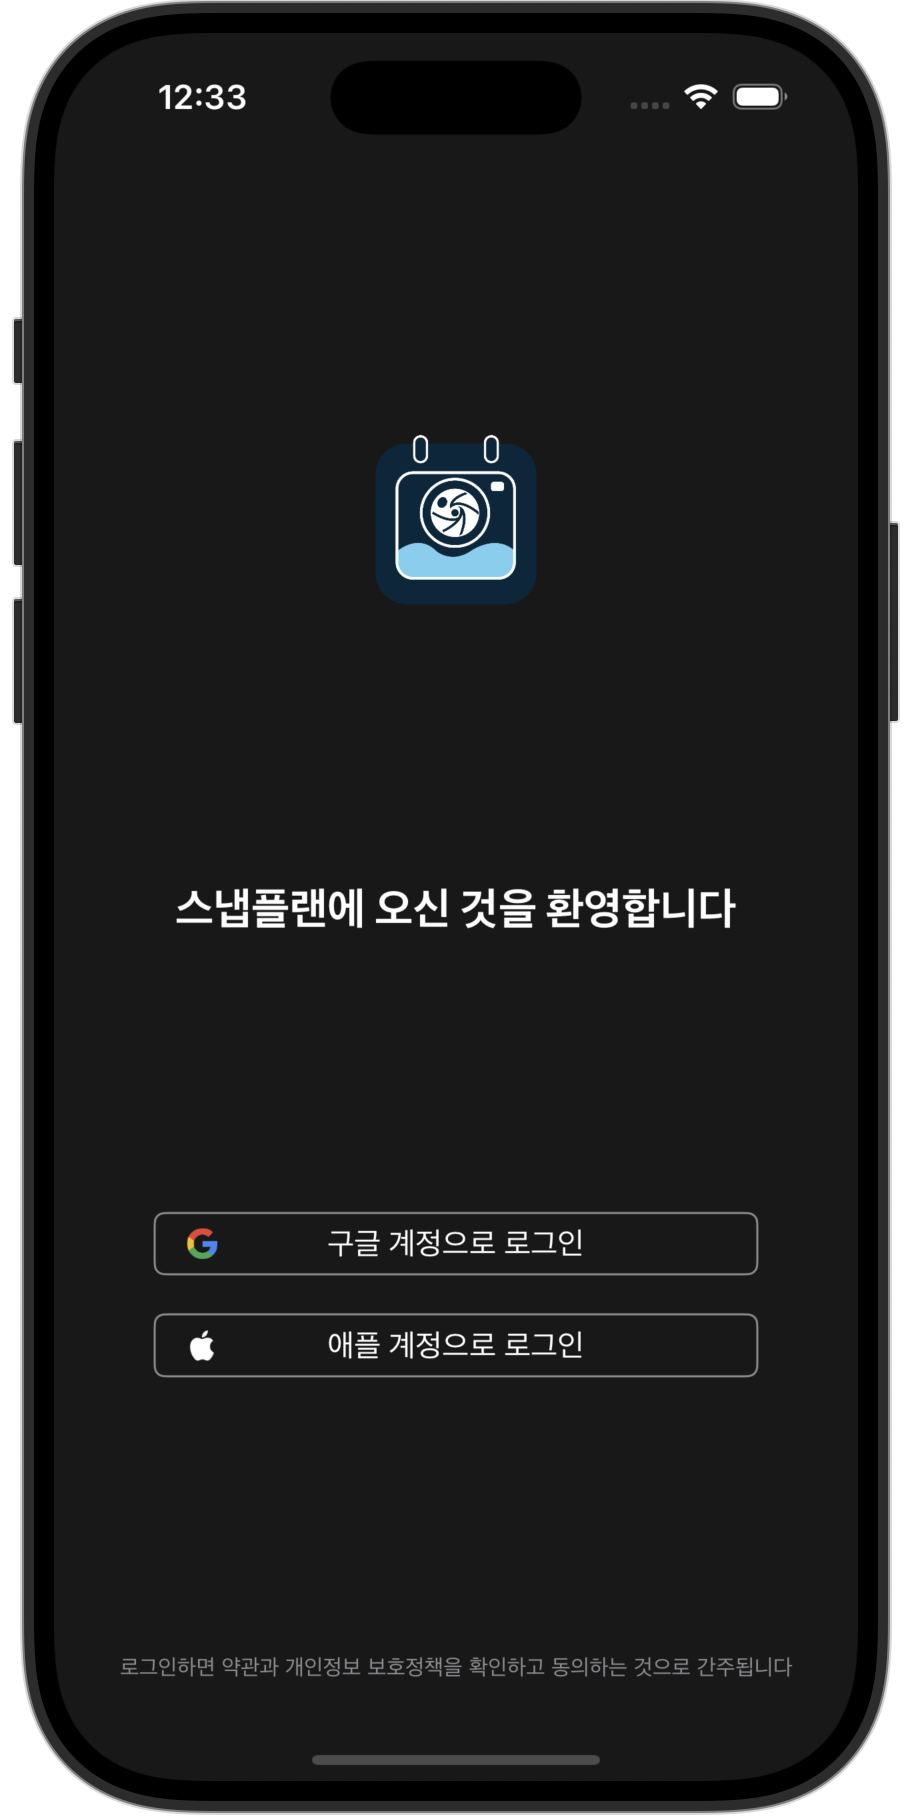 12:33
스냅플랜에 오신 것을 환영합니다
구글 계정으로 로그인
애플 계정으로 로그인
로그인하면 약관과 개인정보 보호정책을 확인하고 동의하는 것으로 간주됩니다